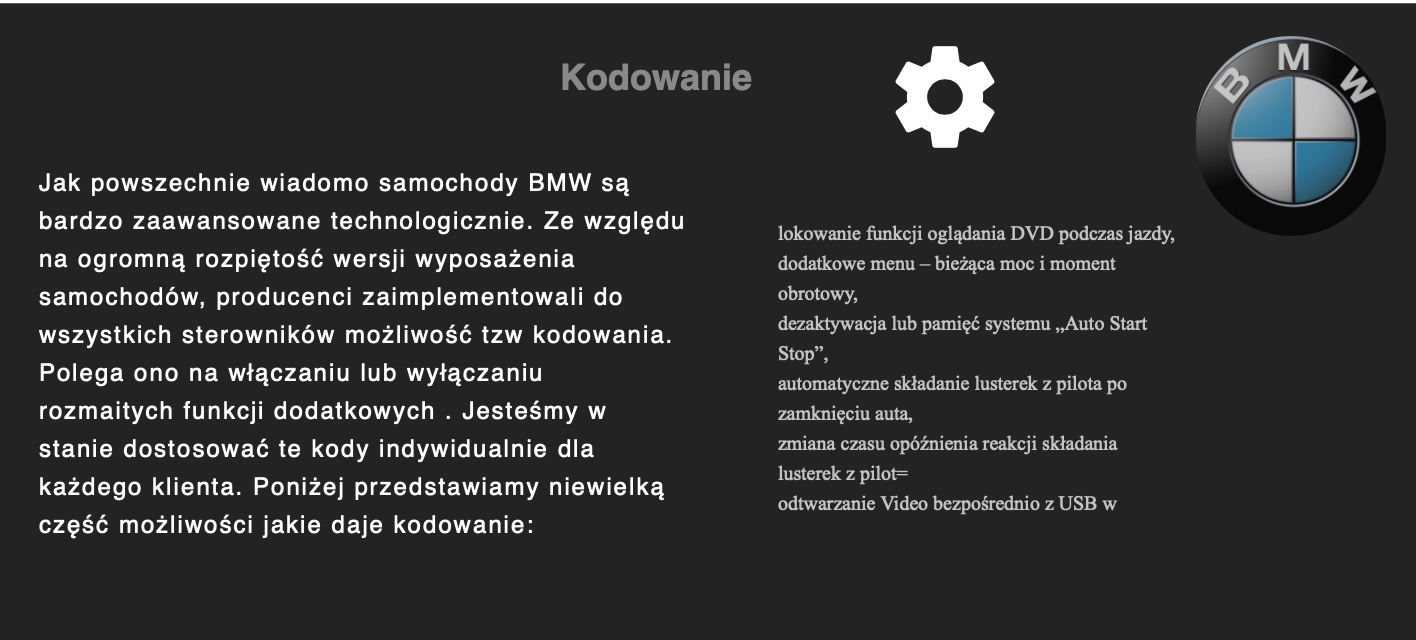 Kodowanie
BMW
Jak powszechnie wiadomo samochody BMW są
bardzo zaawansowane technologicznie. Ze względu
na ogromną rozpiętość wersji wyposażenia
samochodów, producenci zaimplementowali do
wszystkich sterowników możliwość tzw kodowania.
Polega ono na włączaniu lub wyłączaniu
rozmaitych funkcji dodatkowych . Jesteśmy w
stanie dostosować te kody indywidualnie dla
każdego klienta. Poniżej przedstawiamy niewielką
część możliwości jakie daje kodowanie:
lokowanie funkcji oglądania DVD podczas jazdy,
dodatkowe menu – bieżąca moc i moment
obrotowy,
dezaktywacja lub pamięć systemu „Auto Start
Stop”,
automatyczne składanie lusterek z pilota po
zamknięciu auta,
zmiana czasu opóźnienia reakcji składania
lusterek z pilot=
odtwarzanie Video bezpośrednio z USB w